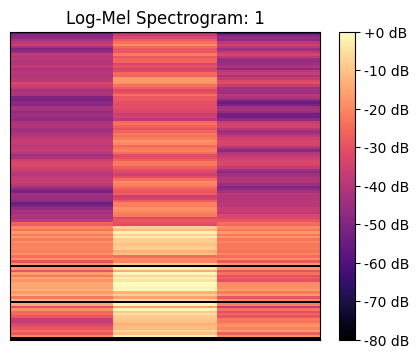 Log-Mel Spectrogram: 1
+0 dB
-10 dB
-20 dB
-30 dB
-40 dB
-50 dB
-60 dB
-70 dB
-80 dB